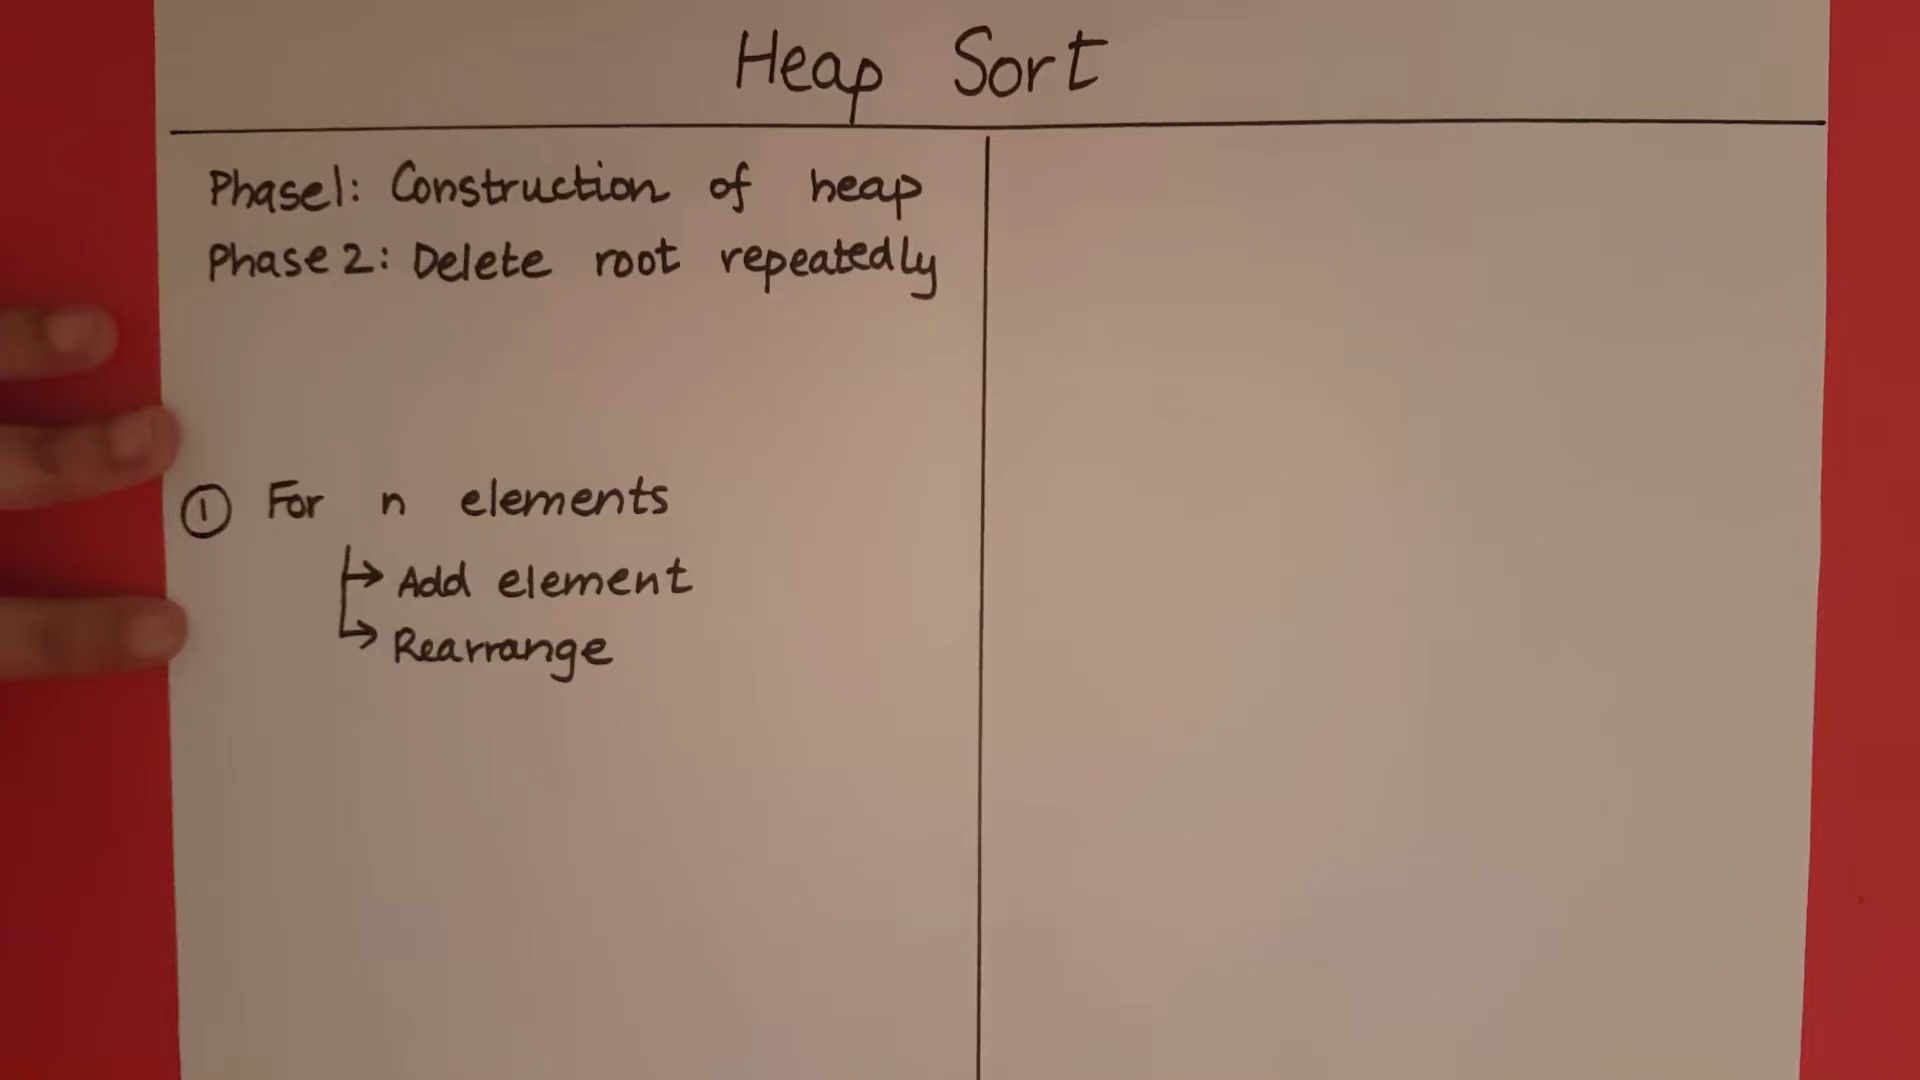 Heap Sort
Phase1: Construction of heap
Phase 2: Delete root repeatedly
① For n elements
↳ Add element
↳ Rearrange